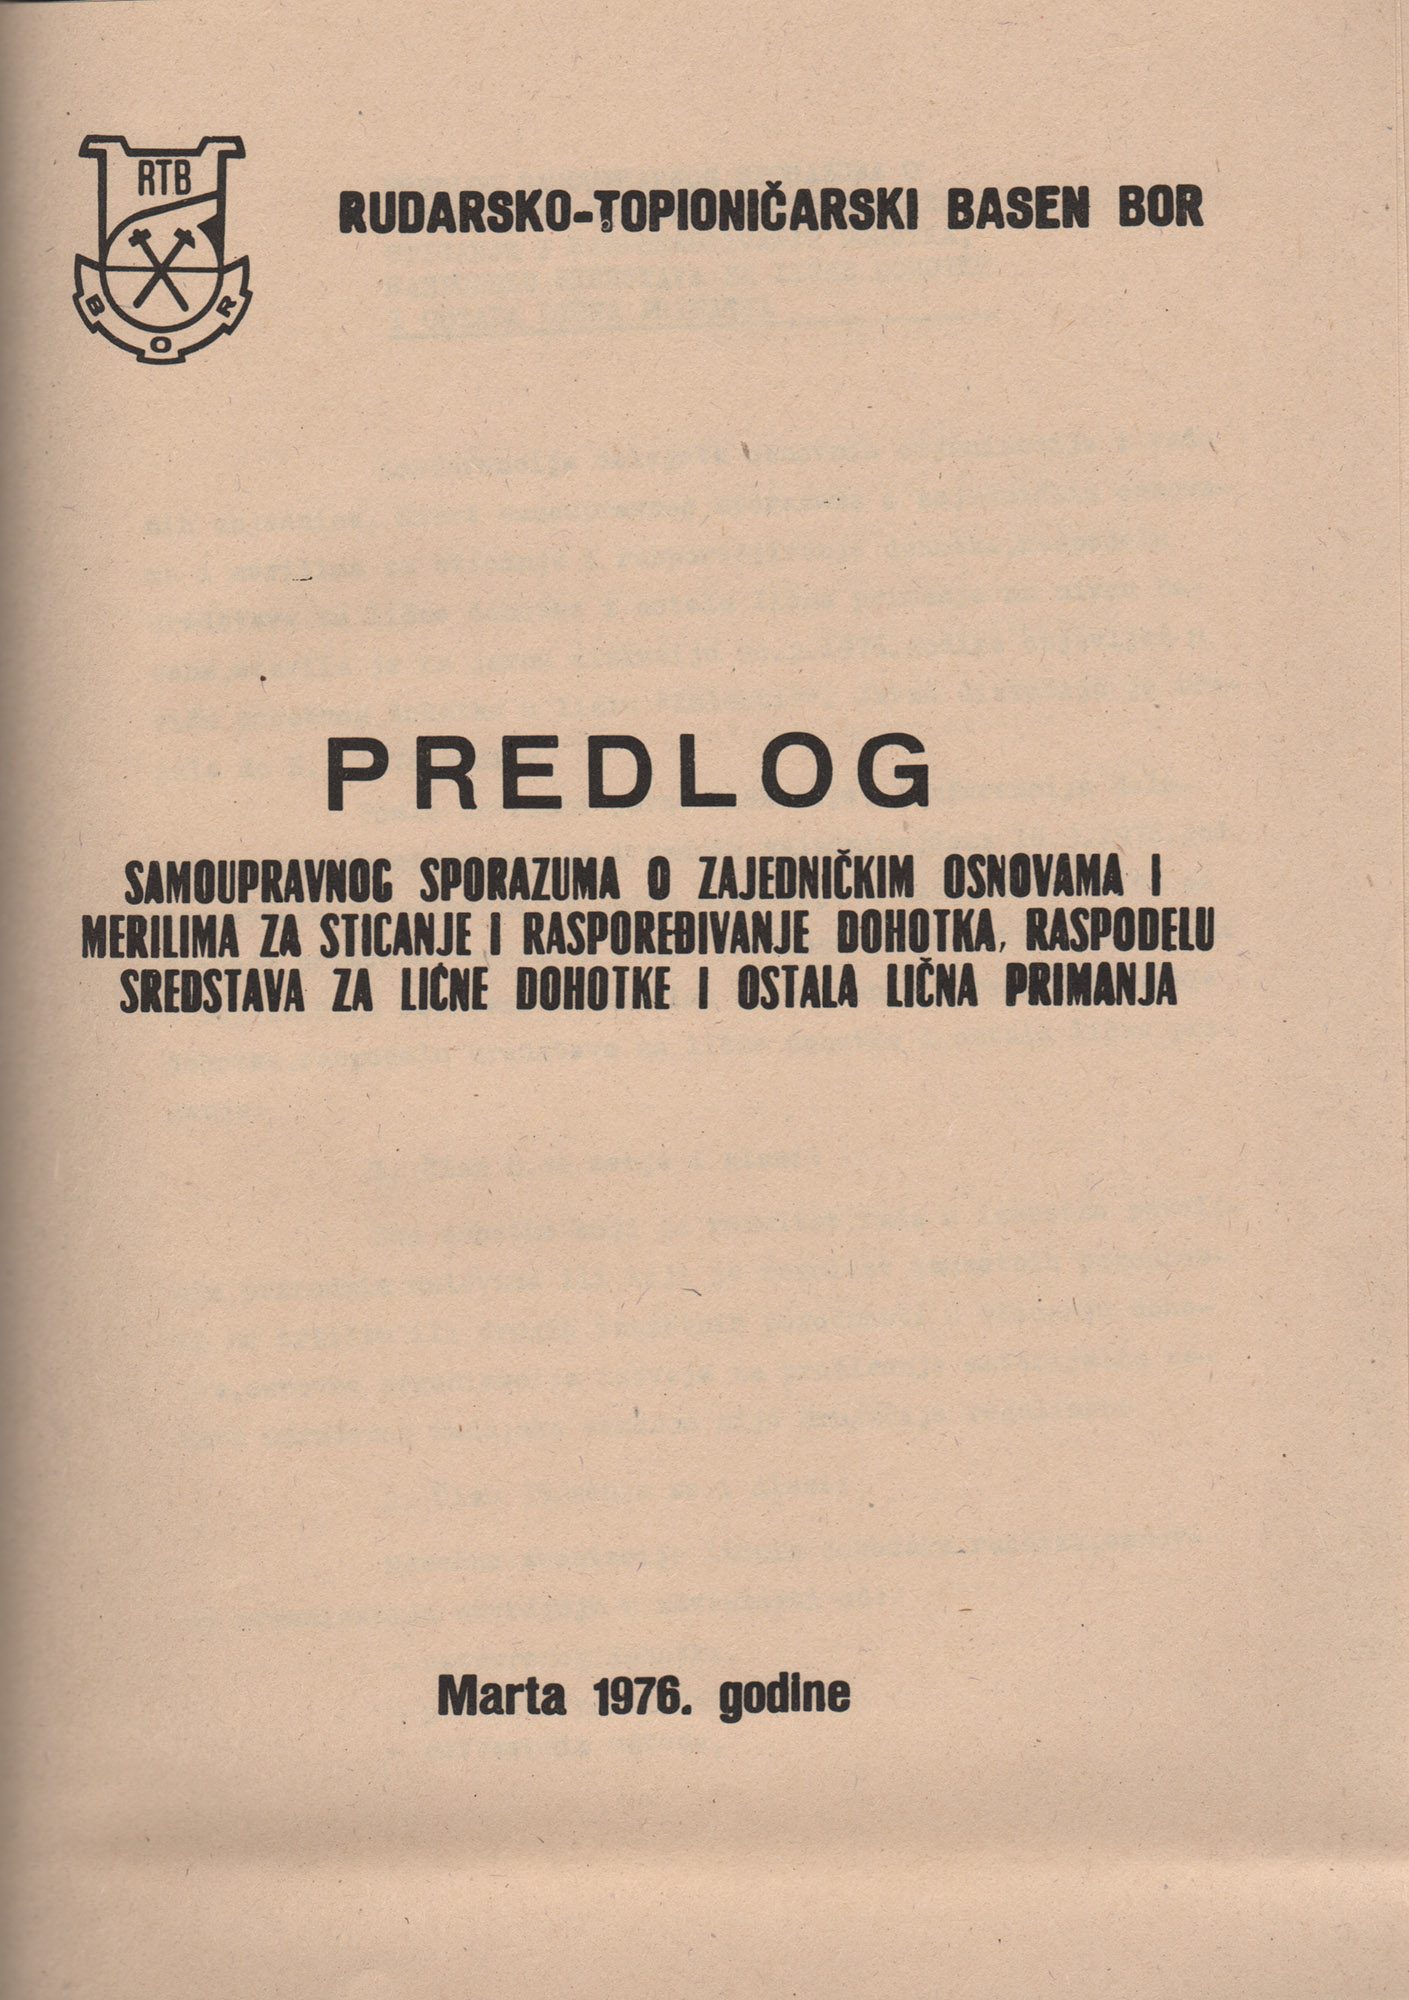 RTB
BOR
RUDARSKO-TOPIONIČARSKI BASEN BOR
PREDLOG
SAMOUPRAVNOG SPORAZUMA O ZAJEDNIČKIM OSNOVAMA I
MERILIMA ZA STICANJE I RASPOREĐIVANJE DOHOTKA, RASPODELU
SREDSTAVA ZA LIČNE DOHOTKE I OSTALA LIČNA PRIMANJA
Marta 1976. godine